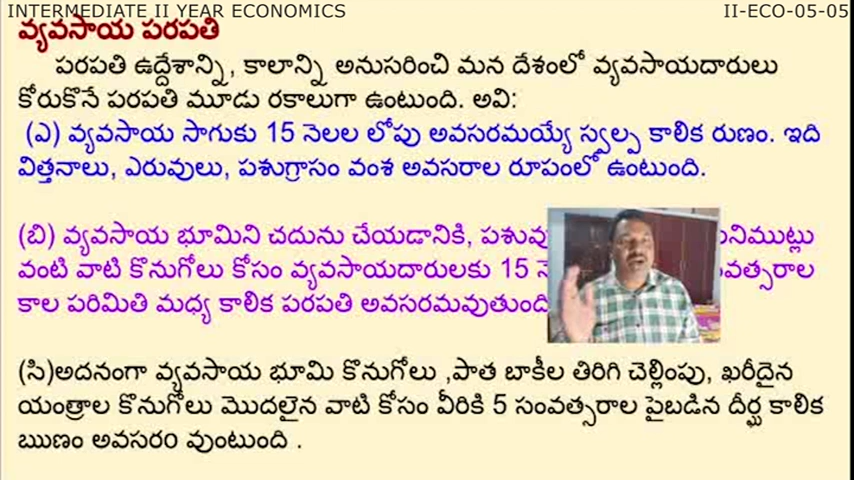 INTERMEDIATE II YEAR ECONOMICS II-ECO-05-05
వ్యవసాయ పరపతి
పరపతి ఉద్దేశాన్ని, కాలాన్ని అనుసరించి మన దేశంలో వ్యవసాయదారులు
కోరుకొనే పరపతి మూడు రకాలుగా ఉంటుంది. అవి:
(ఎ) వ్యవసాయ సాగుకు 15 నెలల లోపు అవసరమయ్యే స్వల్ప కాలిక రుణం. ఇది
విత్తనాలు, ఎరువులు, పశుగ్రాసం వంశ అవసరాల రూపంలో ఉంటుంది.
(బి) వ్యవసాయ భూమిని చదును చేయడానికి,
వంటి వాటి కొనుగోలు కోసం వ్యవసాయదారులకు 15
కాల పరిమితి మధ్య కాలిక పరపతి అవసరమవుతుంది
(సి)అదనంగా వ్యవసాయ భూమి కొనుగోలు ,పాత బాకీల తిరిగి చెల్లింపు, ఖరీదైన
యంత్రాల కొనుగోలు మొదలైన వాటి కోసం వీరికి 5 సంవత్సరాల పైబడిన దీర్ఘ కాలిక
ఋణం అవసరం వుంటుంది .